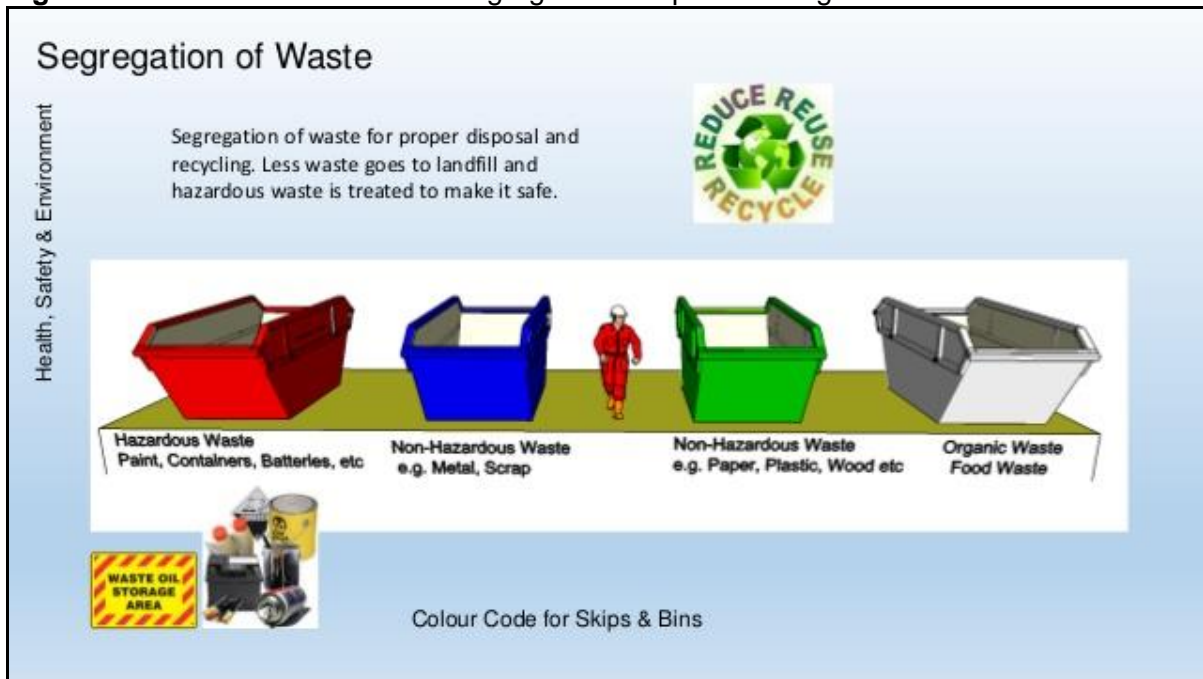 Segregation of Waste
Health, Safety & Environment
Segregation of waste for proper disposal and
recycling. Less waste goes to landfill and
hazardous waste is treated to make it safe.
REDUCE REUSE
RECYCLE
Hazardous Waste
Paint, Containers, Batteries, etc
Non-Hazardous Waste
e.g. Metal, Scrap
Non-Hazardous Waste
e.g. Paper, Plastic, Wood etc
Organic Waste
Food Waste
WASTE OIL
STORAGE
AREA
Colour Code for Skips & Bins